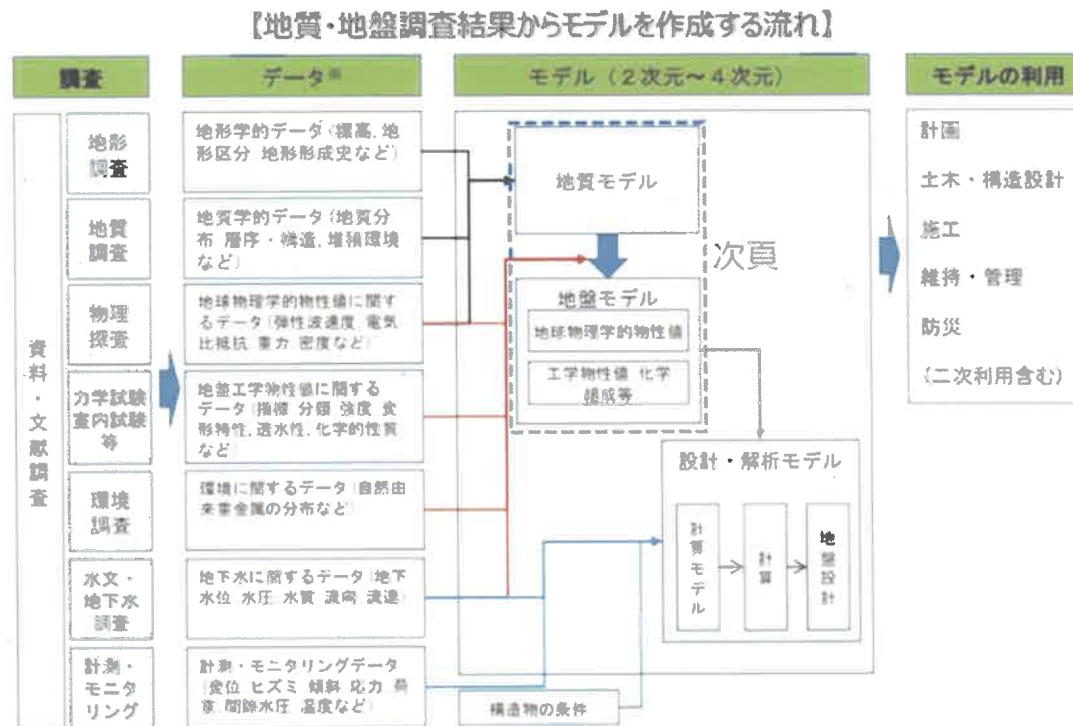 【地質・地盤調査結果からモデルを作成する流れ】
調査
データ※
モデル（２次元～４次元）
モデルの利用
資料・文献調査
地形
調査
地質
調査
物理
探査
力学試験
室内試験
等
環境
調査
水文・
地下水
調査
計測・
モニタ
リング
地形学的データ（標高、地
形区分 地形形成史など）
地質学的データ（地質分
布 層序・構造、堆積環境
など）
地球物理学的物性値に関す
るデータ（弾性波速度 電気
比抵抗 重力 密度など）
地盤工学物性値に関する
データ（指標 分類 強度 変
形特性、透水性、化学的性質
など）
環境に関するデータ（自然由
来重金属の分布など）
地下水に関するデータ（地下
水位 水圧 水質 流向 流速）
計測・モニタリングデータ
（変位 ヒズミ 傾斜 応力 荷
重、間隙水圧 温度など）
地質モデル
次頁
地盤モデル
地球物理学的物性値
工学物性値 化学
組成等
設計・解析モデル
計算モデル
計算
地盤設計
構造物の条件
計画
土木・構造設計
施工
維持・管理
防災
（二次利用含む）